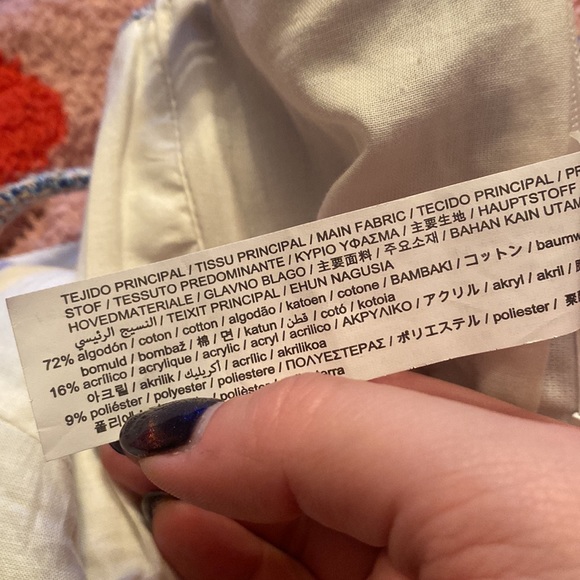 TEJIDO PRINCIPAL / TISSU PRINCIPAL / MAIN FABRIC / TECIDO PRINCIPAL /
STOF / TESSUTO PREDOMINANTE / ΚΥΡΙΟ ΥΦΑΣΜΑ / 主要生地 / HAUPTSTOFF
HOVEDMATERIALE / GLAVNO BLAGO / 主要面料 / 주요소재 / BAHAN KAIN UTAMA
النسيج الرئيسي / TEIXIT PRINCIPAL / EHUN NAGUSIA
72% algodón / coton / cotton / algodão / katoen / cotone / ΒΑΜΒΑΚΙ / コットン /
bomuld / bombaž / 棉 / 면 / katun / قطن / cotó / kotoia
16% acrílico / acrylique / acrylic / acryl / acrilico / ΑΚΡΥΛΙΚΟ / アクリル / akryl / akril /
아크릴 / akrilik / أكريليك / acrílic / akrilikoa
9% poliéster / polyester / poliestere / ΠΟΛΥΕΣΤΕΡΑΣ / ポリエステル / poliester /